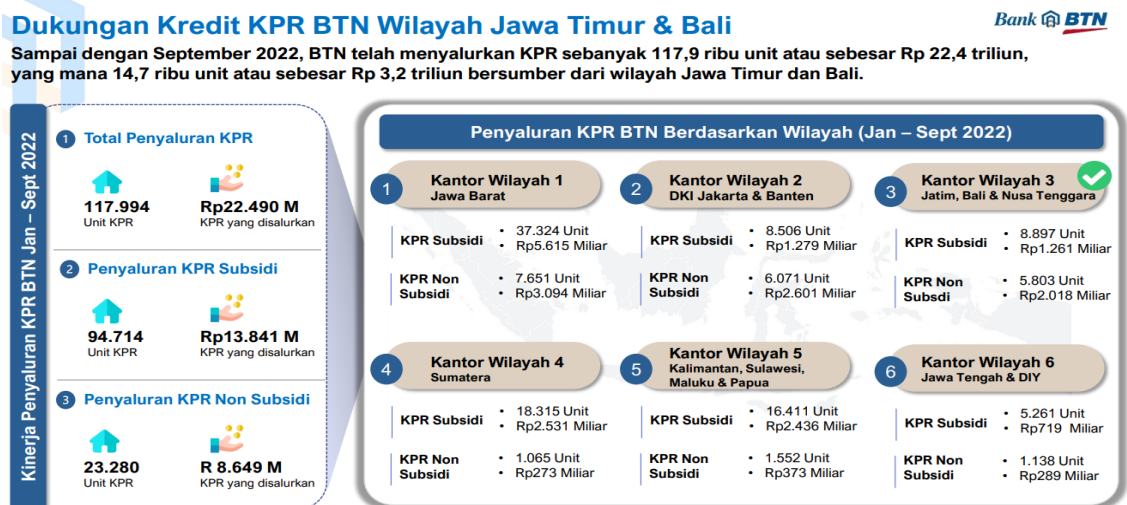 Dukungan Kredit KPR BTN Wilayah Jawa Timur & Bali
Bank BTN
Sampai dengan September 2022, BTN telah menyalurkan KPR sebanyak 117,9 ribu unit atau sebesar Rp 22,4 triliun,
yang mana 14,7 ribu unit atau sebesar Rp 3,2 triliun bersumber dari wilayah Jawa Timur dan Bali.
Kinerja Penyaluran KPR BTN Jan – Sept 2022
1 Total Penyaluran KPR
117.994
Unit KPR
Rp22.490 M
KPR yang disalurkan
2 Penyaluran KPR Subsidi
94.714
Unit KPR
Rp13.841 M
KPR yang disalurkan
3 Penyaluran KPR Non Subsidi
23.280
Unit KPR
R 8.649 M
KPR yang disalurkan
Penyaluran KPR BTN Berdasarkan Wilayah (Jan – Sept 2022)
1 Kantor Wilayah 1
Jawa Barat
KPR Subsidi
• 37.324 Unit
• Rp5.615 Miliar
KPR Non
Subsidi
• 7.651 Unit
• Rp3.094 Miliar
2 Kantor Wilayah 2
DKI Jakarta & Banten
KPR Subsidi
• 8.506 Unit
• Rp1.279 Miliar
KPR Non
Subsidi
• 6.071 Unit
• Rp2.601 Miliar
3 Kantor Wilayah 3
Jatim, Bali & Nusa Tenggara
KPR Subsidi
• 8.897 Unit
• Rp1.261 Miliar
KPR Non
Subsdi
• 5.803 Unit
• Rp2.018 Miliar
4 Kantor Wilayah 4
Sumatera
KPR Subsidi
• 18.315 Unit
• Rp2.531 Miliar
KPR Non
Subsidi
• 1.065 Unit
• Rp273 Miliar
5 Kantor Wilayah 5
Kalimantan, Sulawesi,
Maluku & Papua
KPR Subsidi
• 16.411 Unit
• Rp2.436 Miliar
KPR Non
Subsidi
• 1.552 Unit
• Rp373 Miliar
6 Kantor Wilayah 6
Jawa Tengah & DIY
KPR Subsidi
• 5.261 Unit
• Rp719 Miliar
KPR Non
Subsidi
• 1.138 Unit
• Rp289 Miliar